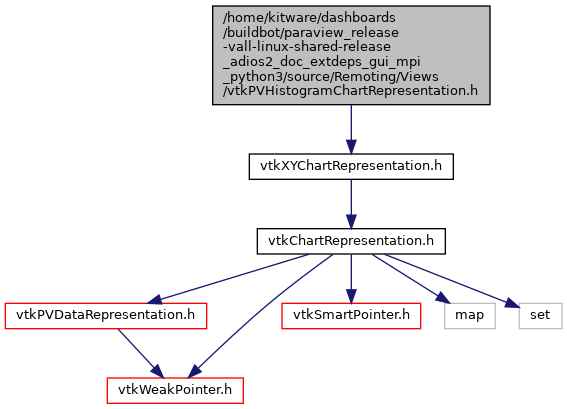 /home/kitware/dashboards
/buildbot/paraview_release
-vall-linux-shared-release
_adios2_doc_extdeps_gui_mpi
_python3/source/Remoting/Views
/vtkPVHistogramChartRepresentation.h
vtkXYChartRepresentation.h
vtkChartRepresentation.h
vtkPVDataRepresentation.h
vtkSmartPointer.h
map
set
vtkWeakPointer.h